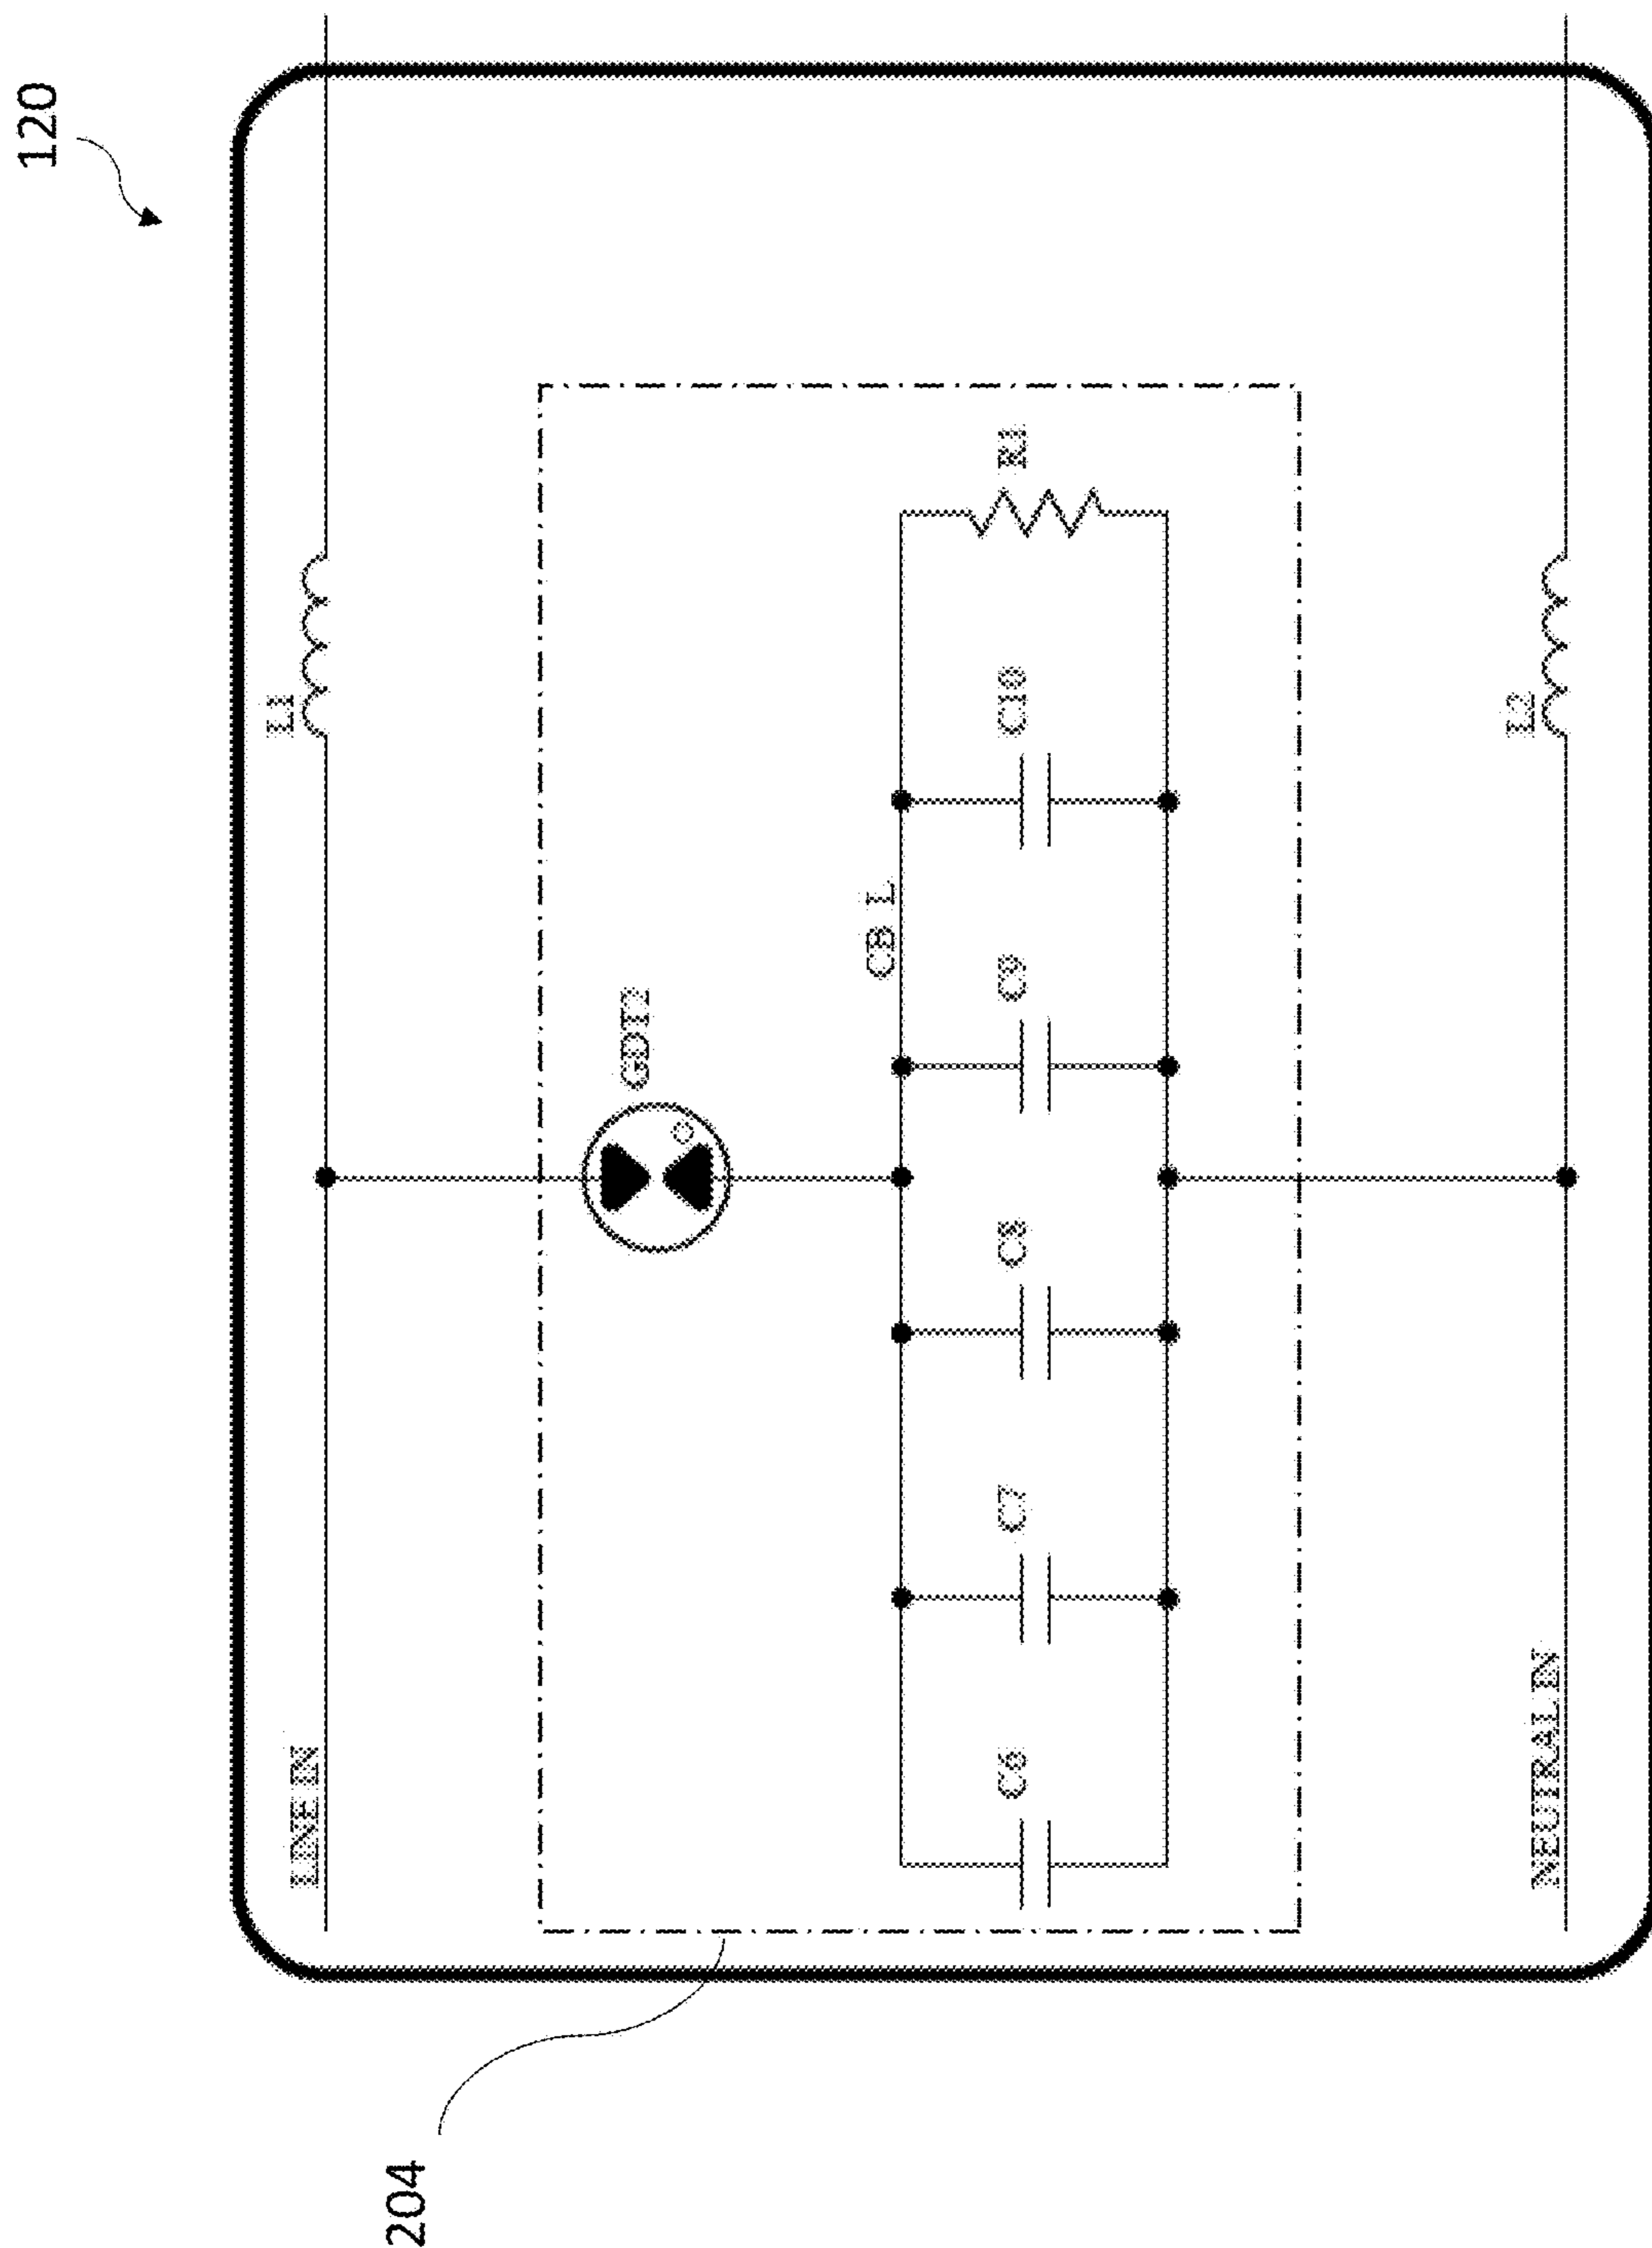 120
LINE IN
L1
GDT2
CB L
C6
C7
C8
C9
C10
R1
NEUTRAL IN
L2
204